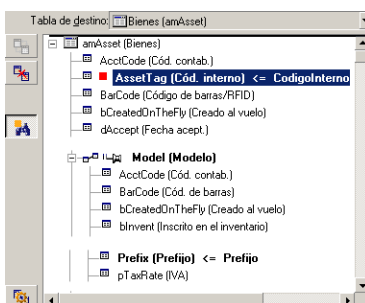 Tabla de destino: Bienes (amAsset)
amAsset (Bienes)
AcctCode (Cód. contab.)
AssetTag (Cód. interno) <= CodigoInterno
BarCode (Código de barras/RFID)
bCreatedOnTheFly (Creado al vuelo)
dAccept (Fecha acept.)
Model (Modelo)
AcctCode (Cód. contab.)
BarCode (Cód. de barras)
bCreatedOnTheFly (Creado al vuelo)
bInvent (Inscrito en el inventario)
Prefix (Prefijo) <= Prefijo
pTaxRate (IVA)